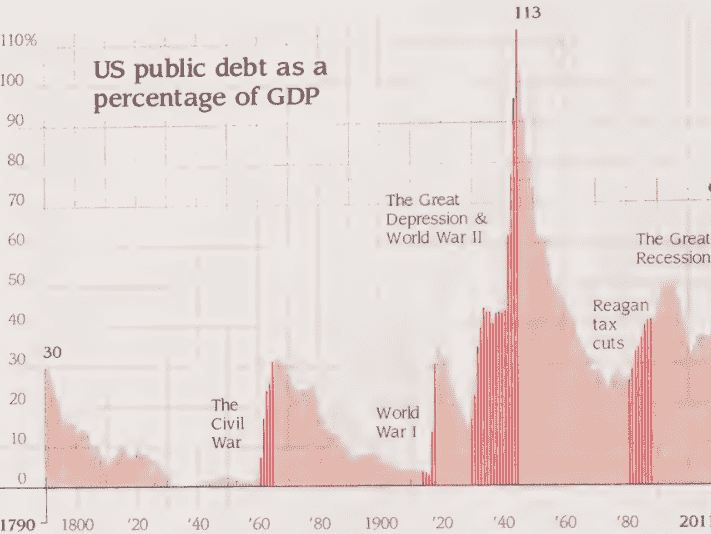 113
110%
US public debt as a
percentage of GDP
100
90
80
70
60
50
40
30
20
10
0
The Great
Depression &
World War II
The Great
Recession
Reagan
tax
cuts
30
The
Civil
War
World
War I
1790
1800
'20
'40
'60
'80
1900
'20
'40
'60
'80
2011